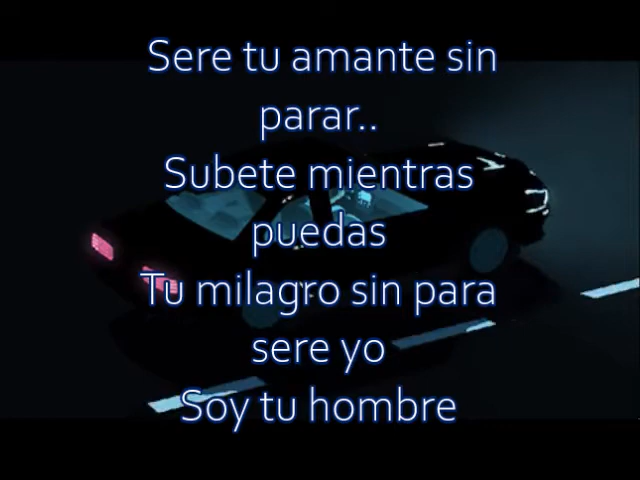 Sere tu amante sin
parar..
Subete mientras
puedas
Tu milagro sin para
sere yo
Soy tu hombre